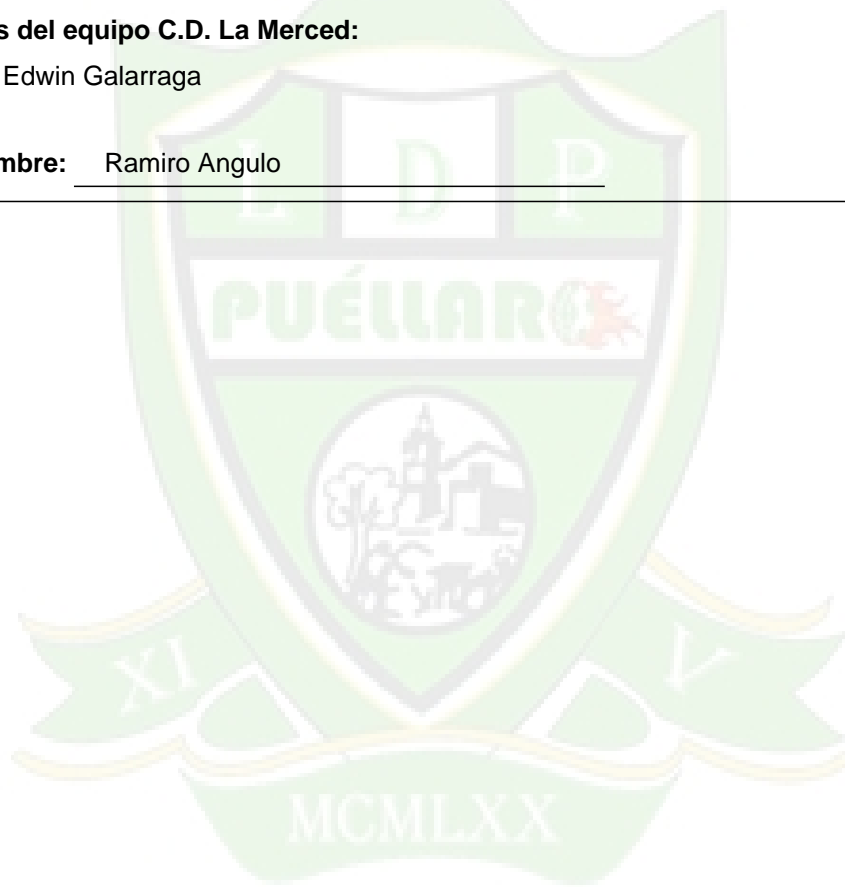 s del equipo C.D. La Merced:
Edwin Galarraga
mbre: Ramiro Angulo
L D P
PUÉLLARO
XI V
MCMLXX